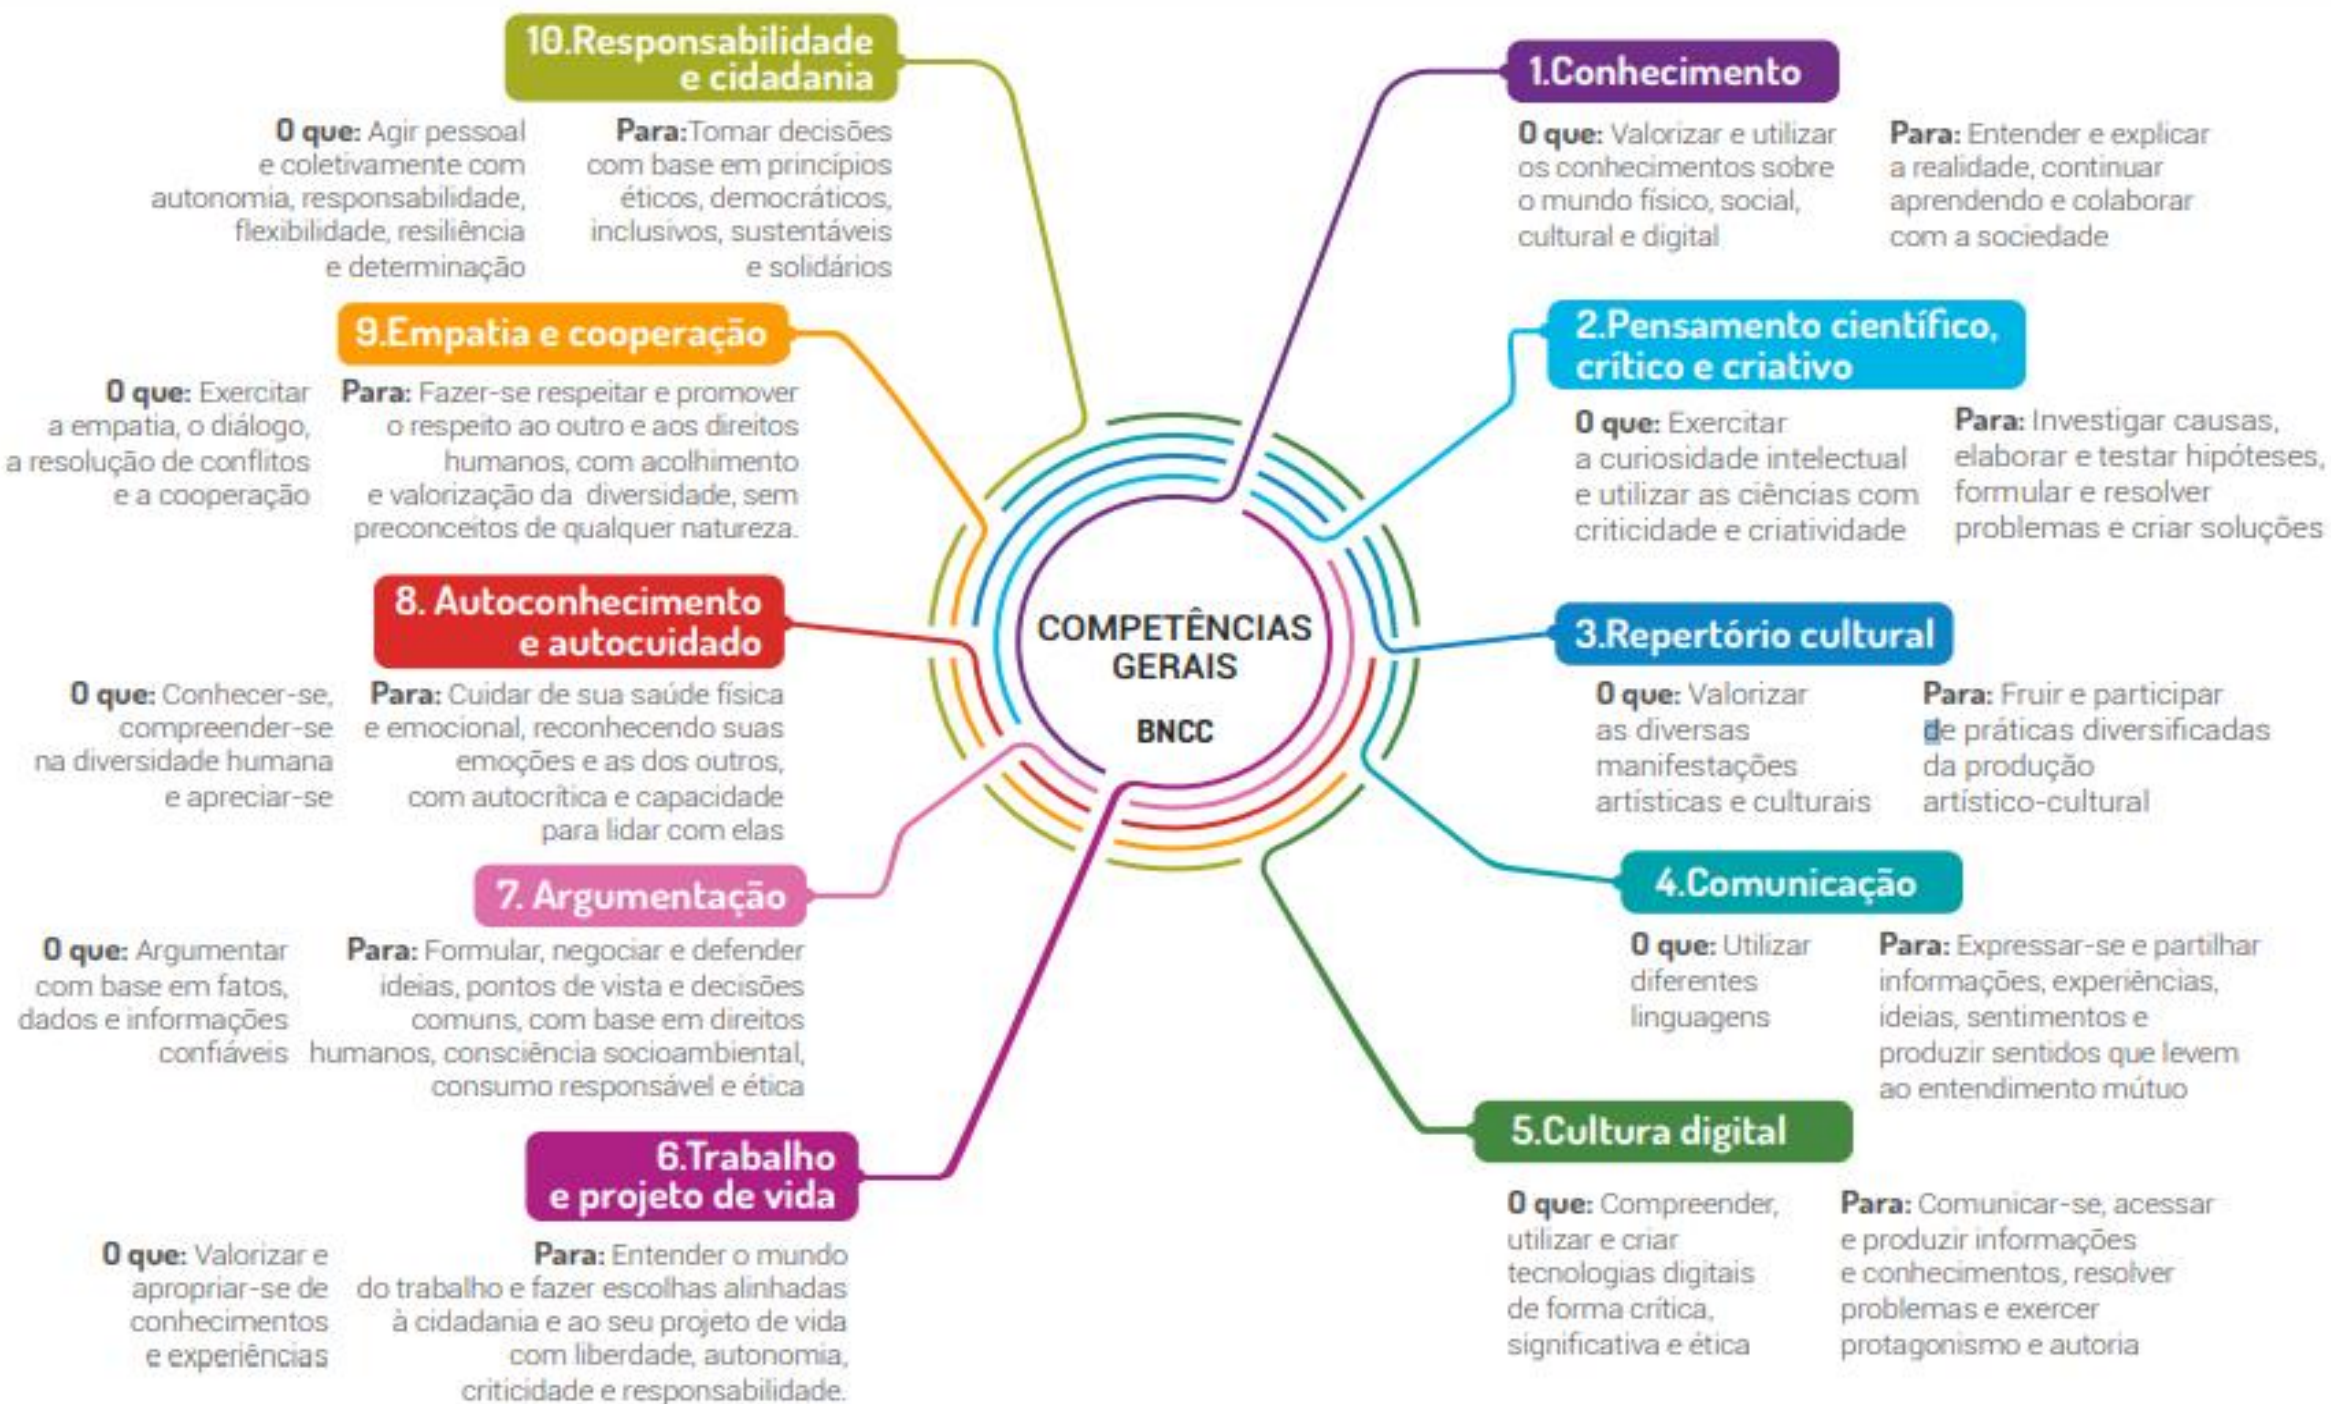 COMPETÊNCIAS
GERAIS
BNCC
1.Conhecimento
O que: Valorizar e utilizar
os conhecimentos sobre
o mundo físico, social,
cultural e digital
Para: Entender e explicar
a realidade, continuar
aprendendo e colaborar
com a sociedade
2.Pensamento científico,
crítico e criativo
O que: Exercitar
a curiosidade intelectual
e utilizar as ciências com
criticidade e criatividade
Para: Investigar causas,
elaborar e testar hipóteses,
formular e resolver
problemas e criar soluções
3.Repertório cultural
O que: Valorizar
as diversas
manifestações
artísticas e culturais
Para: Fruir e participar
de práticas diversificadas
da produção
artístico-cultural
4.Comunicação
O que: Utilizar
diferentes
linguagens
Para: Expressar-se e partilhar
informações, experiências,
ideias, sentimentos e
produzir sentidos que levem
ao entendimento mútuo
5.Cultura digital
O que: Compreender,
utilizar e criar
tecnologias digitais
de forma crítica,
significativa e ética
Para: Comunicar-se, acessar
e produzir informações
e conhecimentos, resolver
problemas e exercer
protagonismo e autoria
6.Trabalho
e projeto de vida
O que: Valorizar e
apropriar-se de
conhecimentos
e experiências
Para: Entender o mundo
do trabalho e fazer escolhas alinhadas
à cidadania e ao seu projeto de vida
com liberdade, autonomia,
criticidade e responsabilidade.
7. Argumentação
O que: Argumentar
com base em fatos,
dados e informações
confiáveis
Para: Formular, negociar e defender
ideias, pontos de vista e decisões
comuns, com base em direitos
humanos, consciência socioambiental,
consumo responsável e ética
8. Autoconhecimento
e autocuidado
O que: Conhecer-se,
compreender-se
na diversidade humana
e apreciar-se
Para: Cuidar de sua saúde física
e emocional, reconhecendo suas
emoções e as dos outros,
com autocrítica e capacidade
para lidar com elas
9.Empatia e cooperação
O que: Exercitar
a empatia, o diálogo,
a resolução de conflitos
e a cooperação
Para: Fazer-se respeitar e promover
o respeito ao outro e aos direitos
humanos, com acolhimento
e valorização da diversidade, sem
preconceitos de qualquer natureza.
10.Responsabilidade
e cidadania
O que: Agir pessoal
e coletivamente com
autonomia, responsabilidade,
flexibilidade, resiliência
e determinação
Para:Tomar decisões
com base em princípios
éticos, democráticos,
inclusivos, sustentáveis
e solidários